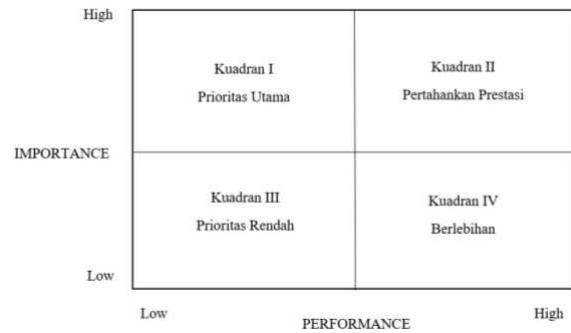 High
Kuadran I
Prioritas Utama
Kuadran II
Pertahankan Prestasi
IMPORTANCE
Kuadran III
Prioritas Rendah
Kuadran IV
Berlebihan
Low
Low
High
PERFORMANCE